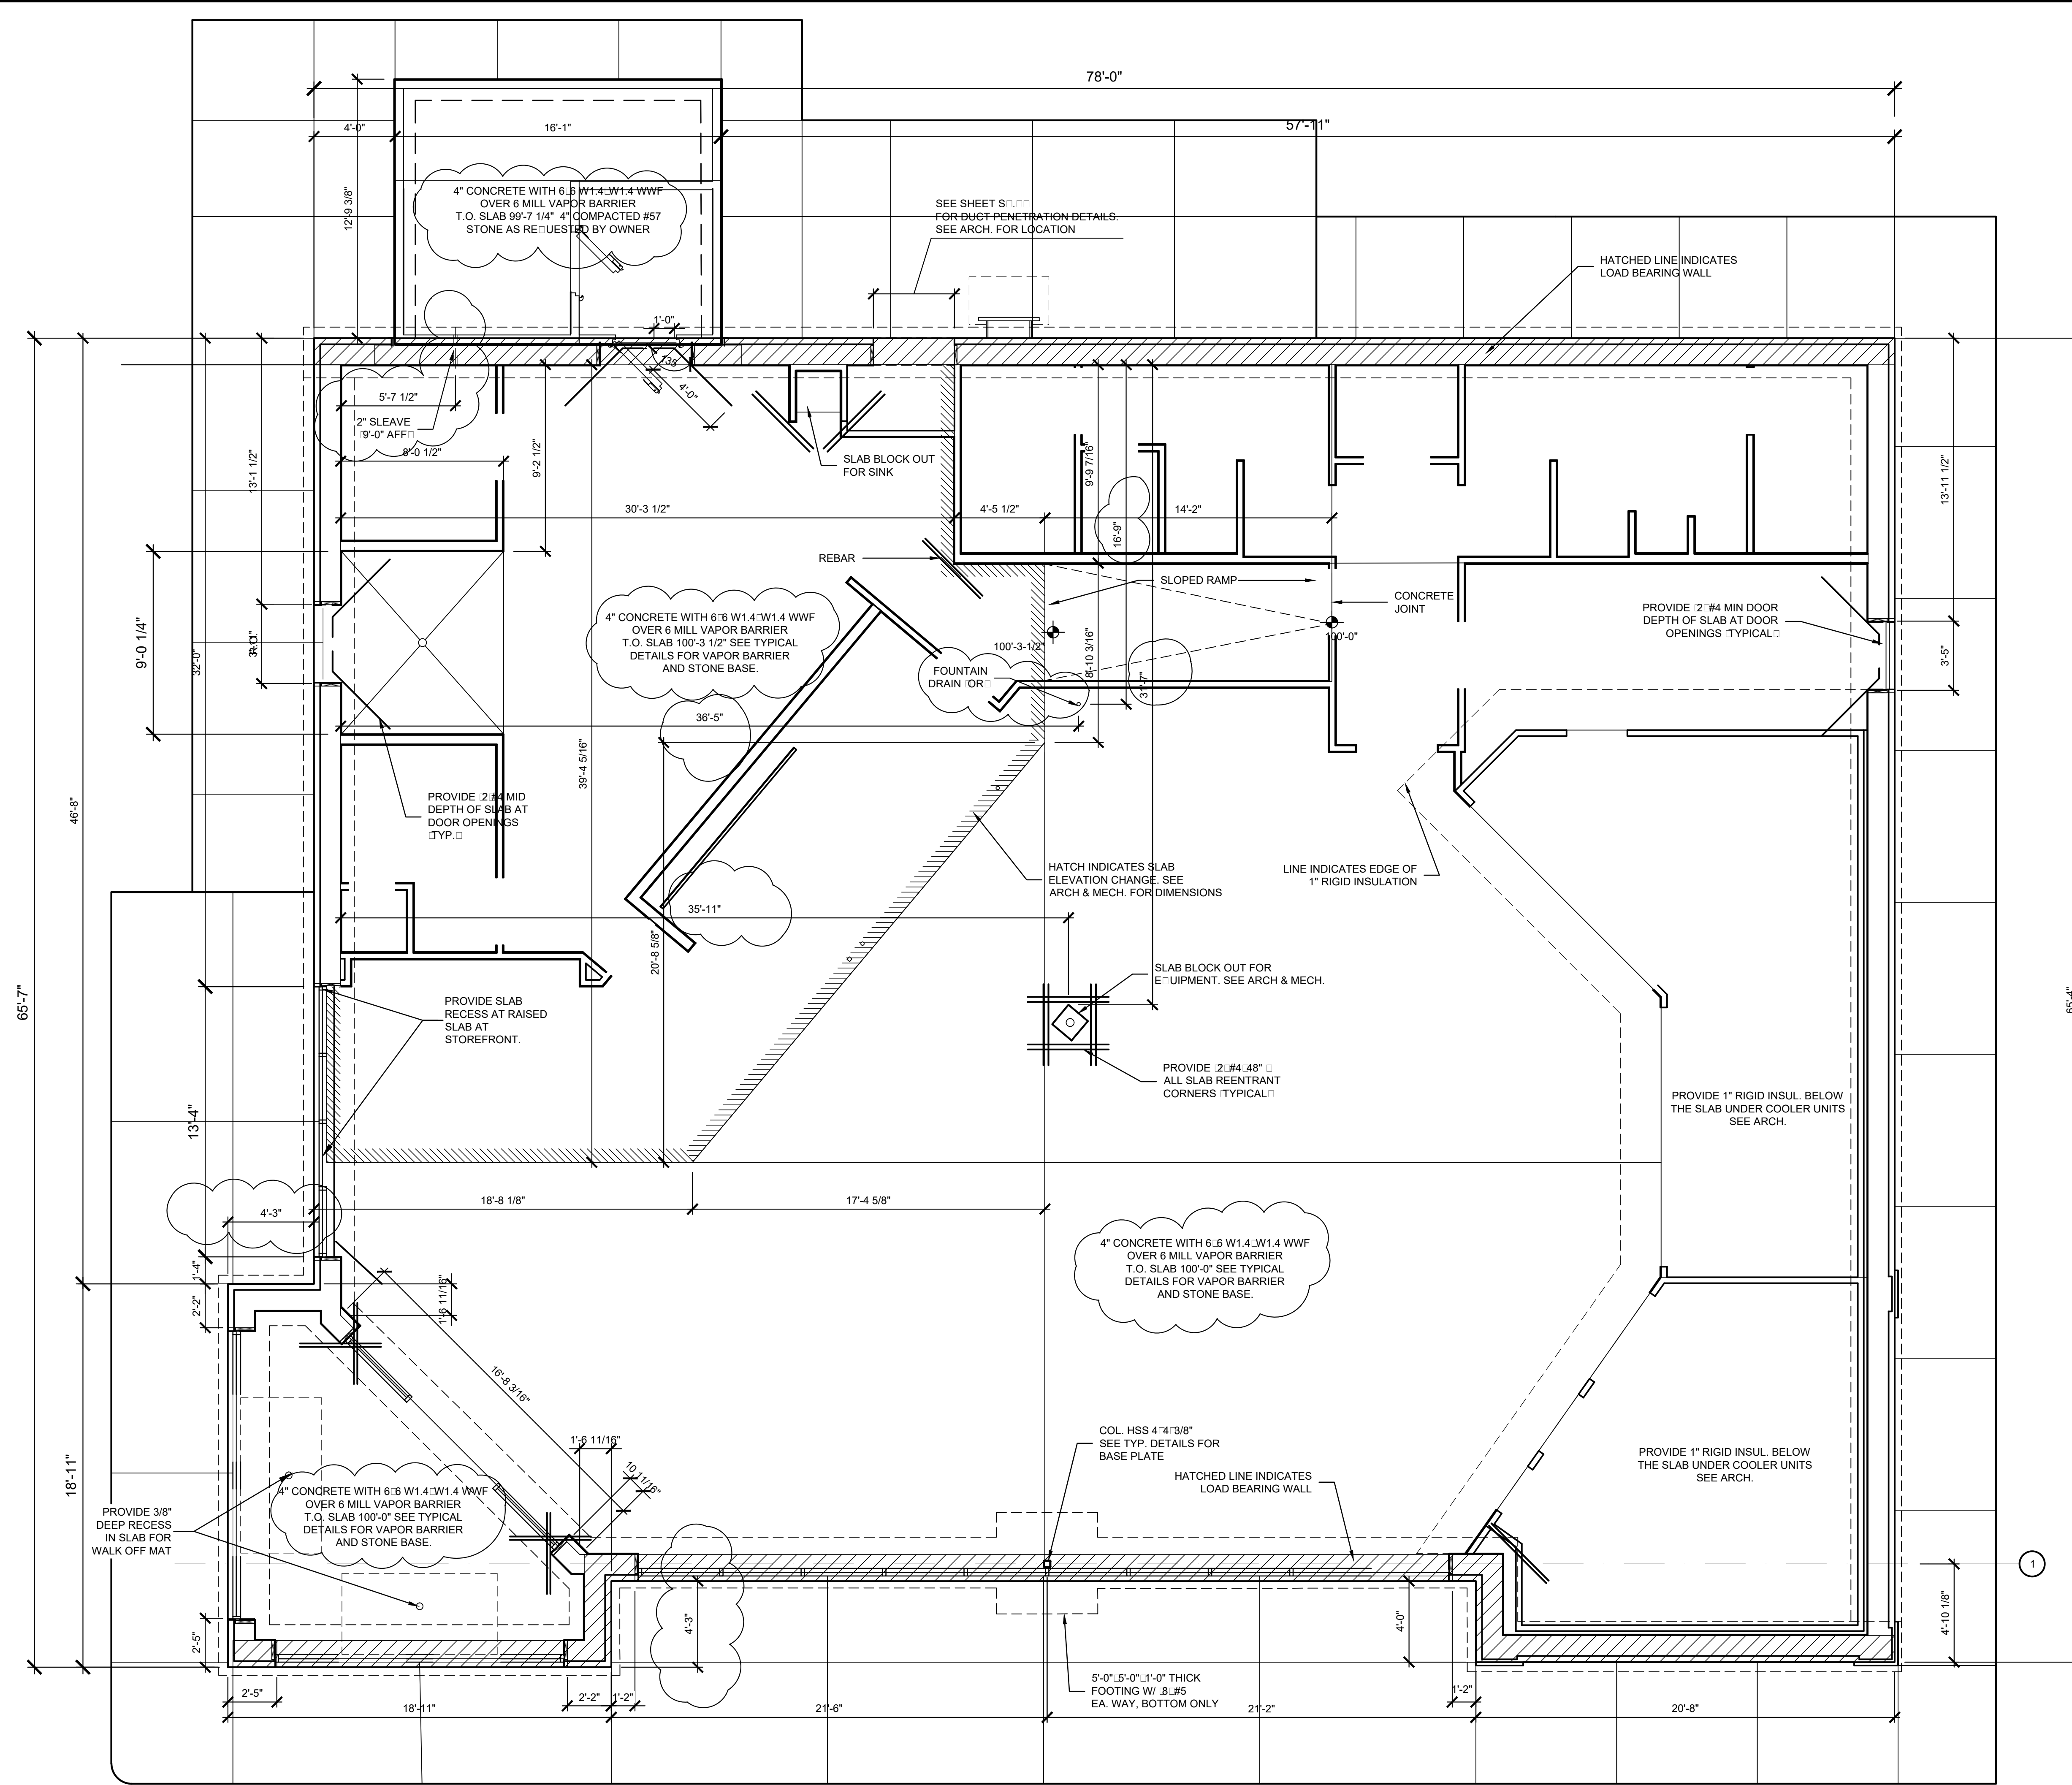 78'-0"
4'-0"
16'-1"
57'-11"
12'-9 3/8"
4" CONCRETE WITH 6□6 W1.4□W1.4 WWF
OVER 6 MILL VAPOR BARRIER
T.O. SLAB 99'-7 1/4"  4" COMPACTED #57
STONE AS RE□UESTED BY OWNER
SEE SHEET S□.□□
FOR DUCT PENETRATION DETAILS.
SEE ARCH. FOR LOCATION
HATCHED LINE INDICATES
LOAD BEARING WALL
1'-0"
135
4'-0"
5'-7 1/2"
2" SLEAVE
□9'-0" AFF□
8'-0 1/2"
9'-2 1/2"
13'-1 1/2"
SLAB BLOCK OUT
FOR SINK
9'-9 7/16"
13'-11 1/2"
30'-3 1/2"
4'-5 1/2"
14'-2"
16'-9"
REBAR
SLOPED RAMP
CONCRETE
JOINT
PROVIDE □2□#4 MIN DOOR
DEPTH OF SLAB AT DOOR
OPENINGS □TYPICAL□
4" CONCRETE WITH 6□6 W1.4□W1.4 WWF
OVER 6 MILL VAPOR BARRIER
T.O. SLAB 100'-3 1/2" SEE TYPICAL
DETAILS FOR VAPOR BARRIER
AND STONE BASE.
9'-0 1/4"
32'-0"
R.O.
100'-3-1/2"
100'-0"
8'-10 3/16"
3'-5"
FOUNTAIN
DRAIN □OR□
31'-7"
36'-5"
39'-4 5/16"
46'-8"
PROVIDE □2□#4 MID
DEPTH OF SLAB AT
DOOR OPENINGS
□TYP.□
HATCH INDICATES SLAB
ELEVATION CHANGE. SEE
ARCH & MECH. FOR DIMENSIONS
LINE INDICATES EDGE OF
1" RIGID INSULATION
35'-11"
20'-8 5/8"
SLAB BLOCK OUT FOR
E□UIPMENT. SEE ARCH & MECH.
65'-7"
65'-4"
PROVIDE SLAB
RECESS AT RAISED
SLAB AT
STOREFRONT.
PROVIDE □2□#4□48" □
ALL SLAB REENTRANT
CORNERS □TYPICAL□
PROVIDE 1" RIGID INSUL. BELOW
THE SLAB UNDER COOLER UNITS
SEE ARCH.
13'-4"
18'-8 1/8"
17'-4 5/8"
4'-3"
4" CONCRETE WITH 6□6 W1.4□W1.4 WWF
OVER 6 MILL VAPOR BARRIER
T.O. SLAB 100'-0" SEE TYPICAL
DETAILS FOR VAPOR BARRIER
AND STONE BASE.
1'-4"
2'-2"
1'-6 11/16"
16'-8 3/16"
1'-6 11/16"
10 11/16"
COL. HSS 4□4□3/8"
SEE TYP. DETAILS FOR
BASE PLATE
HATCHED LINE INDICATES
LOAD BEARING WALL
PROVIDE 1" RIGID INSUL. BELOW
THE SLAB UNDER COOLER UNITS
SEE ARCH.
18'-11"
PROVIDE 3/8"
DEEP RECESS
IN SLAB FOR
WALK OFF MAT
4" CONCRETE WITH 6□6 W1.4□W1.4 WWF
OVER 6 MILL VAPOR BARRIER
T.O. SLAB 100'-0" SEE TYPICAL
DETAILS FOR VAPOR BARRIER
AND STONE BASE.
1
2'-5"
4'-3"
4'-0"
4'-10 1/8"
5'-0"□5'-0"□1'-0" THICK
FOOTING W/ □8□#5
EA. WAY, BOTTOM ONLY
2'-5"
2'-2"
1'-2"
1'-2"
18'-11"
21'-6"
21'-2"
20'-8"